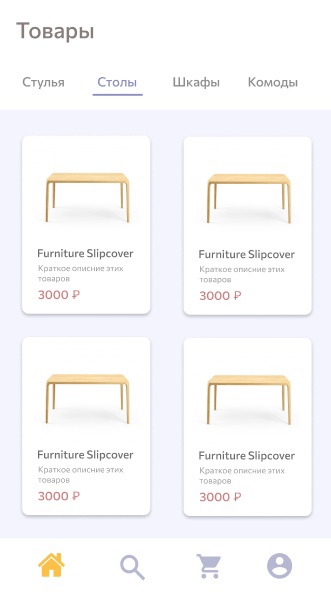 Товары
Стулья Столы Шкафы Комоды
Furniture Slipcover
Краткое описние этих
товаров
3000 ₽
Furniture Slipcover
Краткое описние этих
товаров
3000 ₽
Furniture Slipcover
Краткое описние этих
товаров
3000 ₽
Furniture Slipcover
Краткое описние этих
товаров
3000 ₽